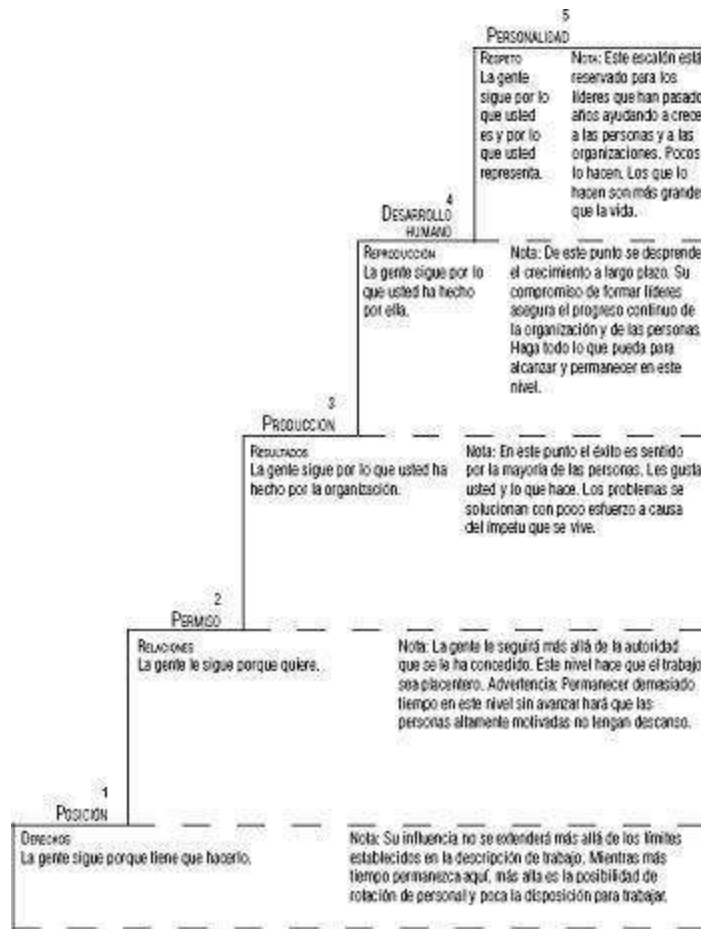 5
PERSONALIDAD
RESPETO
La gente
sigue por lo
que usted
es y por lo
que usted
representa.
NOTA: Este escalón está
reservado para los
líderes que han pasado
años ayudando a crece
a las personas y a las
organizaciones. Pocos
lo hacen. Los que lo
hacen son más grandes
que la vida.
4
DESARROLLO
HUMANO
REPRODUCCIÓN
La gente sigue por lo
que usted ha hecho
por ella.
Nota: De este punto se desprende
el crecimiento a largo plazo. Su
compromiso de formar líderes
asegura el progreso continuo de
la organización y de las personas.
Haga todo lo que pueda para
alcanzar y permanecer en este
nivel.
3
PRODUCCION
RESULTADOS
La gente sigue por lo que usted ha
hecho por la organización.
Nota: En este punto el éxito es sentido
por la mayoría de las personas. Les gusta
usted y lo que hace. Los problemas se
solucionan con poco esfuerzo a causa
del ímpetu que se vive.
2
PERMISO
RELACIONES
La gente le sigue porque quiere.
Nota: La gente le seguirá más allá de la autoridad
que se le ha concedido. Este nivel hace que el trabajo
sea placentero. Advertencia: Permanecer demasiado
tiempo en este nivel sin avanzar hará que las
personas altamente motivadas no tengan descanso.
1
POSICIÓN
DERECHOS
La gente sigue porque tiene que hacerlo.
Nota: Su influencia no se extenderá más allá de los límites
establecidos en la descripción de trabajo. Mientras más
tiempo permanezca aquí, más alta es la posibilidad de
rotación de personal y poca la disposición para trabajar.